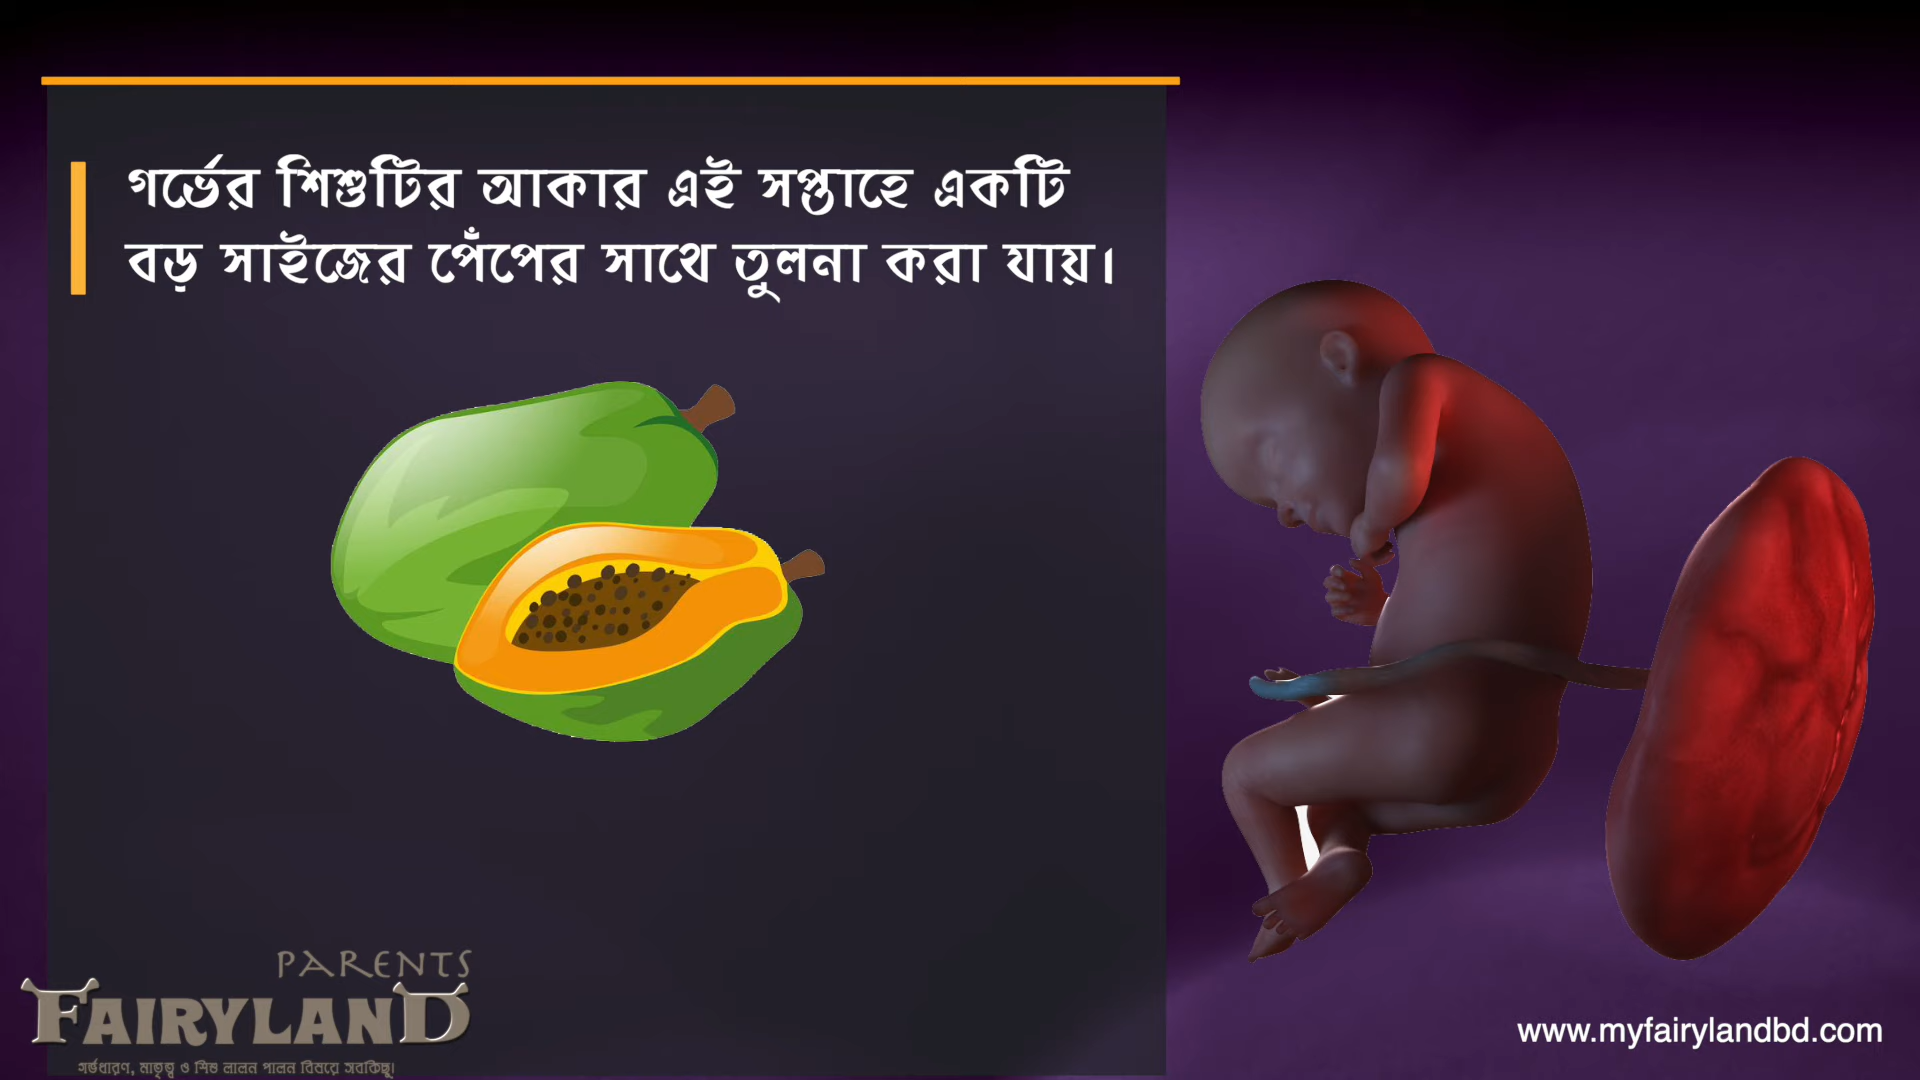 গর্ভের শিশুটির আকার এই সপ্তাহে একটি
বড় সাইজের পেঁপের সাথে তুলনা করা যায়।
PARENTS
FAIRYLAND
গর্ভধারণ, মাতৃত্ব ও শিশু লালন পালন বিষয়ে সবকিছু।
www.myfairylandbd.com